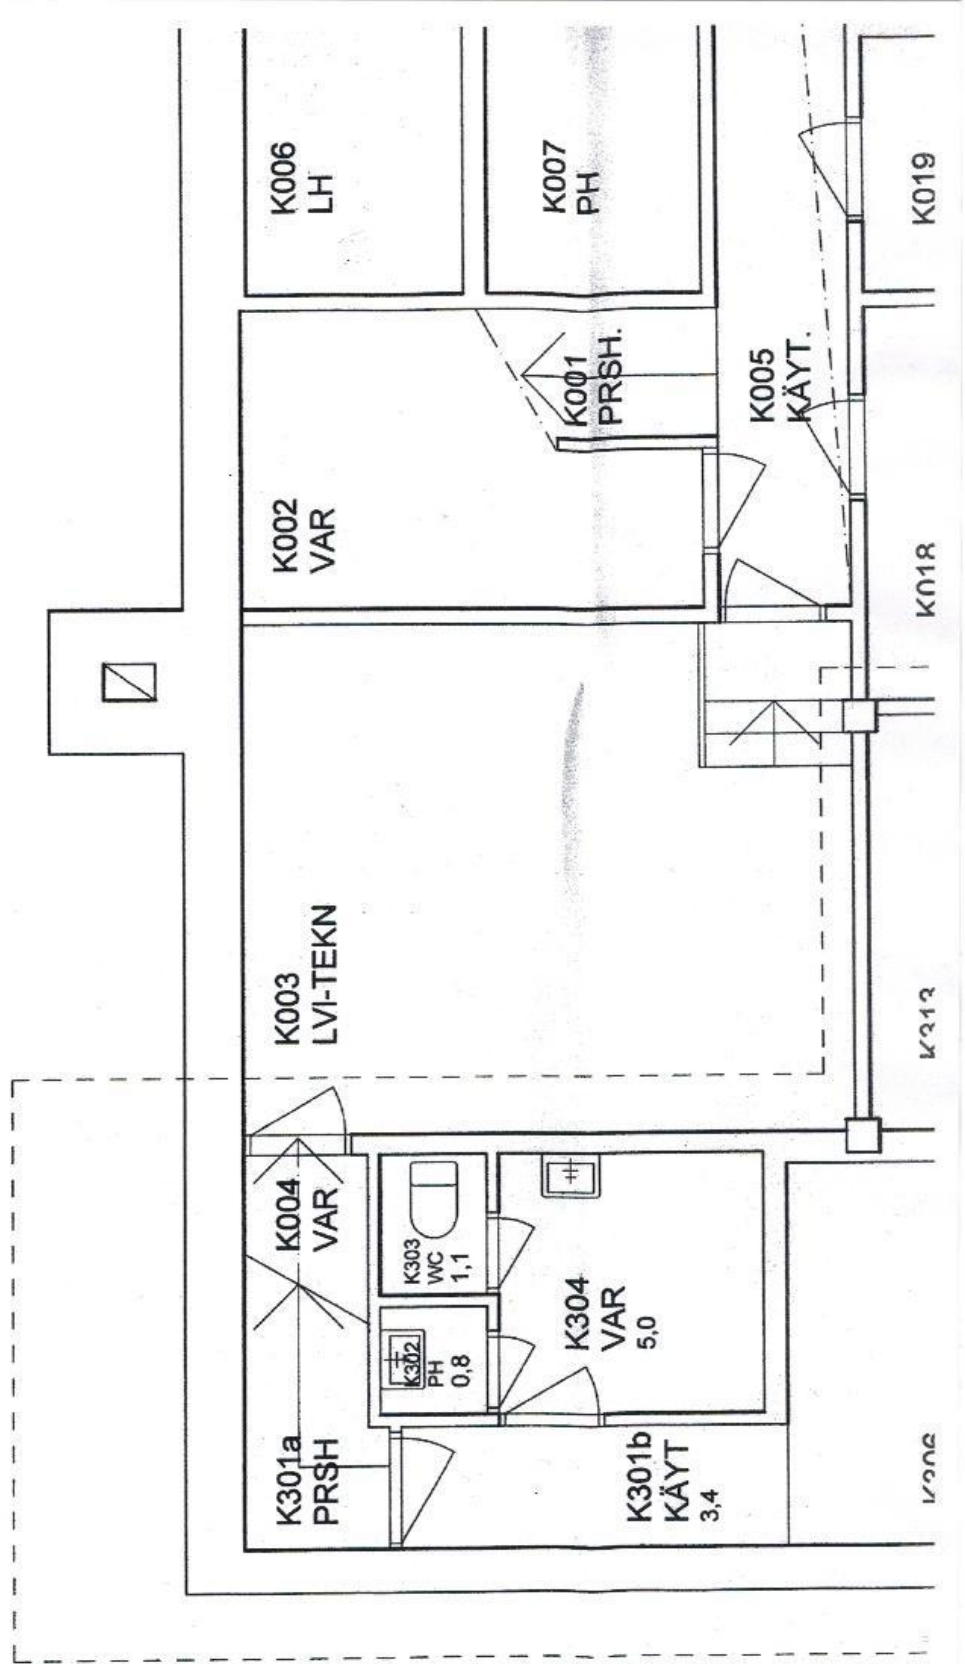 K006
LH
K007
PH
K019
K002
VAR
K001
PRSH.
K005
KÄYT.
K018
K003
LVI-TEKN
K313
K004
VAR
K303
WC
1,1
K302
PH
0,8
K304
VAR
5,0
K301a
PRSH
K301b
KÄYT
3,4
K306